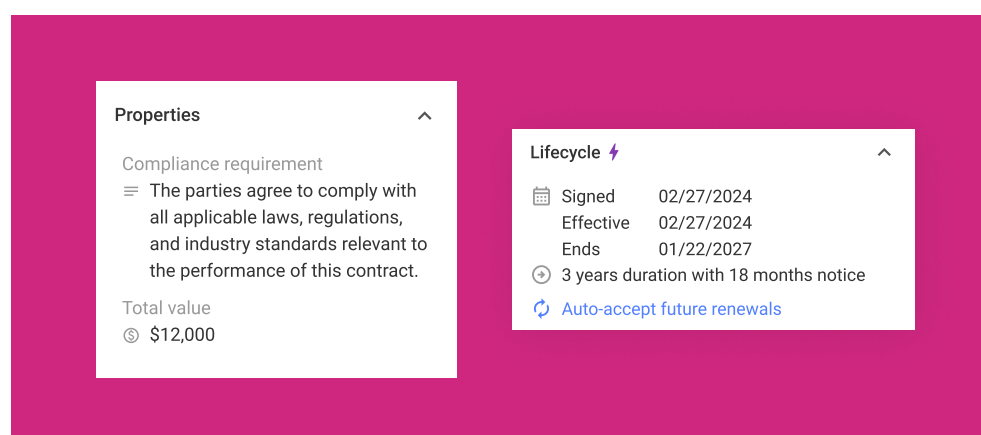 Properties
Compliance requirement
The parties agree to comply with
all applicable laws, regulations,
and industry standards relevant to
the performance of this contract.
Total value
$12,000
Lifecycle
Signed 02/27/2024
Effective 02/27/2024
Ends 01/22/2027
3 years duration with 18 months notice
Auto-accept future renewals